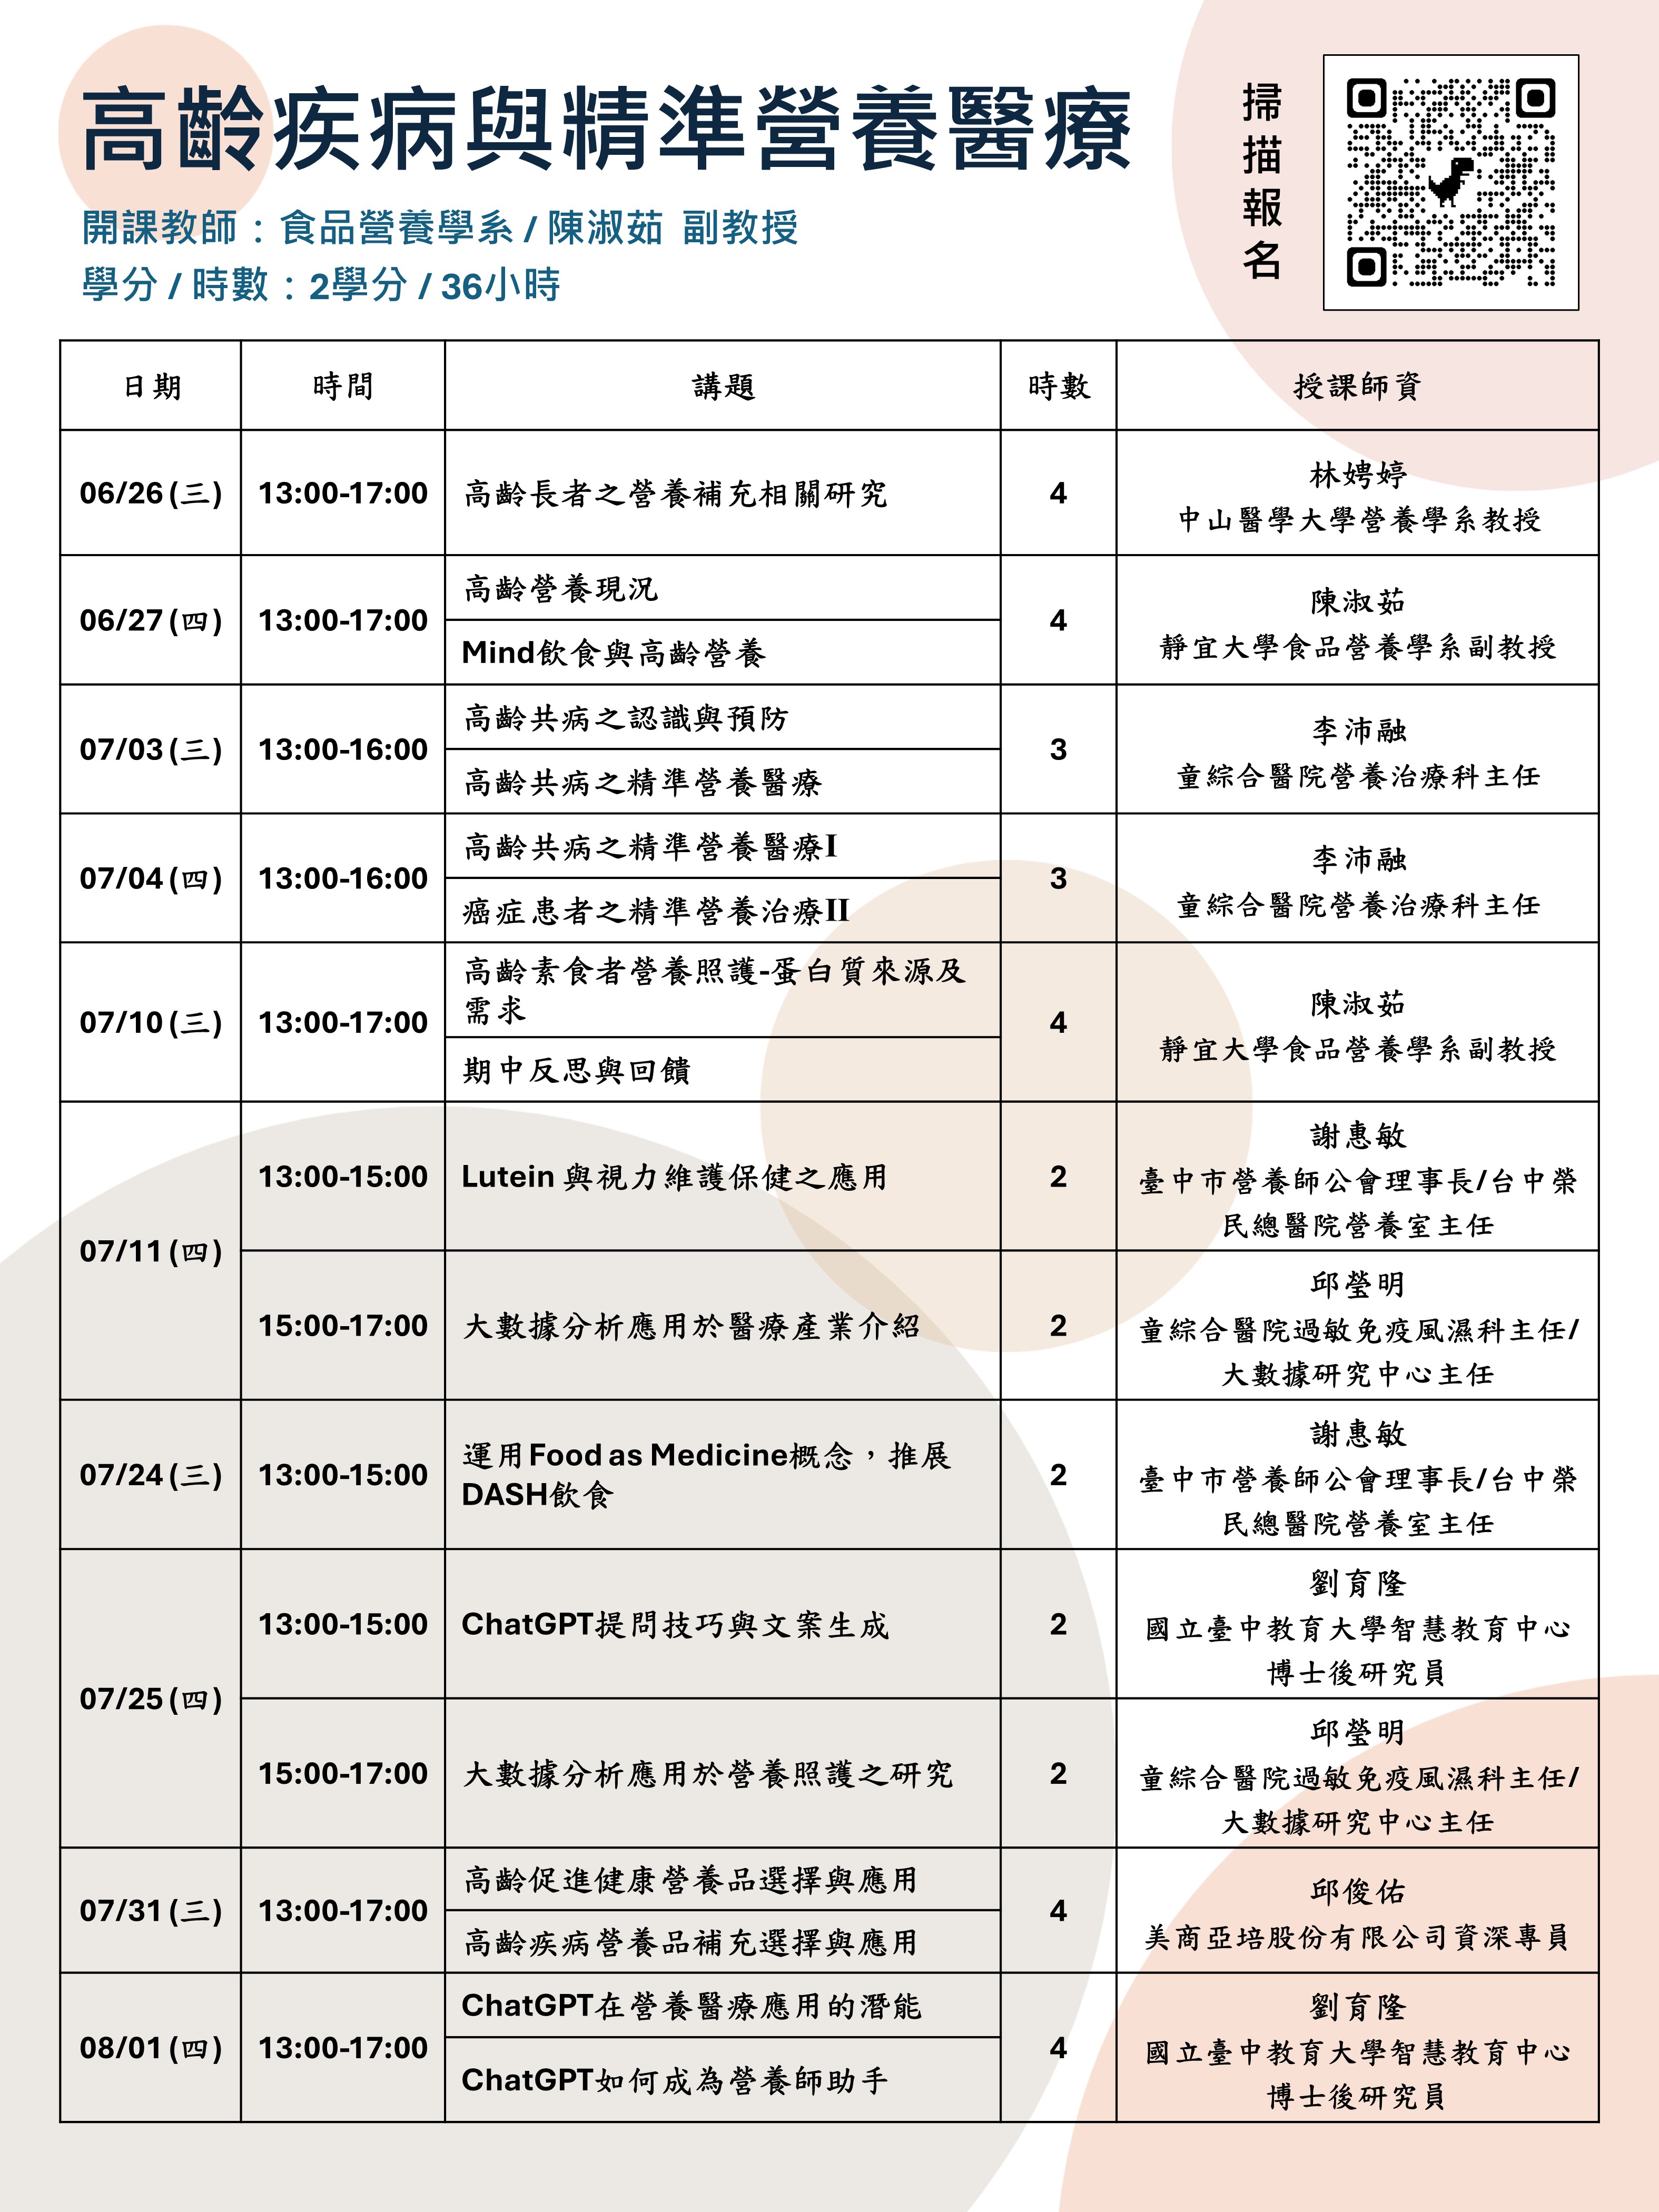 高齡疾病與精準營養醫療
開課教師：食品營養學系 / 陳淑茹 副教授
學分 / 時數：2學分 / 36小時
掃描報名
日期 時間 講題 時數 授課師資
06/26(三) 13:00-17:00 高齡長者之營養補充相關研究 4
林娉婷
中山醫學大學營養學系教授
06/27(四) 13:00-17:00
高齡營養現況
Mind飲食與高齡營養
4
陳淑茹
靜宜大學食品營養學系副教授
07/03(三) 13:00-16:00
高齡共病之認識與預防
高齡共病之精準營養醫療
3
李沛融
童綜合醫院營養治療科主任
07/04(四) 13:00-16:00
高齡共病之精準營養醫療I
癌症患者之精準營養治療II
3
李沛融
童綜合醫院營養治療科主任
07/10(三) 13:00-17:00
高齡素食者營養照護-蛋白質來源及
需求
期中反思與回饋
4
陳淑茹
靜宜大學食品營養學系副教授
07/11(四)
13:00-15:00 Lutein 與視力維護保健之應用 2
謝惠敏
臺中市營養師公會理事長/台中榮
民總醫院營養室主任
15:00-17:00 大數據分析應用於醫療產業介紹 2
邱瑩明
童綜合醫院過敏免疫風濕科主任/
大數據研究中心主任
07/24(三) 13:00-15:00
運用Food as Medicine概念，推展
DASH飲食
2
謝惠敏
臺中市營養師公會理事長/台中榮
民總醫院營養室主任
07/25(四)
13:00-15:00 ChatGPT提問技巧與文案生成 2
劉育隆
國立臺中教育大學智慧教育中心
博士後研究員
15:00-17:00 大數據分析應用於營養照護之研究 2
邱瑩明
童綜合醫院過敏免疫風濕科主任/
大數據研究中心主任
07/31(三) 13:00-17:00
高齡促進健康營養品選擇與應用
高齡疾病營養品補充選擇與應用
4
邱俊佑
美商亞培股份有限公司資深專員
08/01(四) 13:00-17:00
ChatGPT在營養醫療應用的潛能
ChatGPT如何成為營養師助手
4
劉育隆
國立臺中教育大學智慧教育中心
博士後研究員